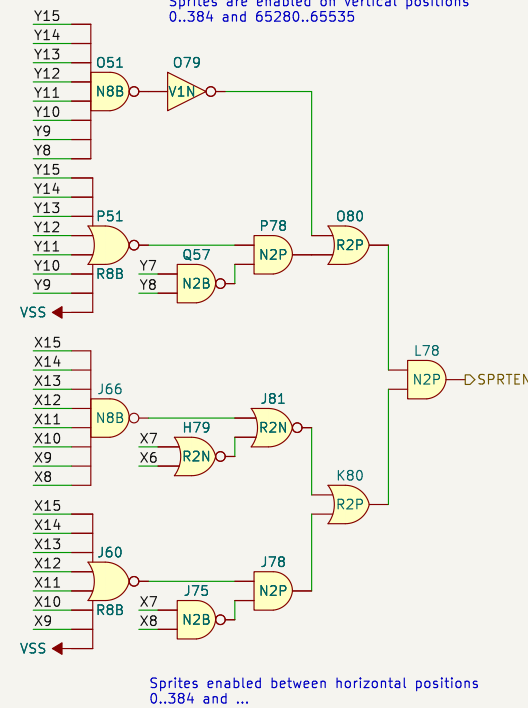 Sprites are enabled on vertical positions
0..384 and 65280..65535
Y15
Y14
Y13
Y12
Y11
Y10
Y9
Y8
O51
N8B
O79
V1N
Y15
Y14
Y13
Y12
Y11
Y10
Y9
VSS
P51
R8B
Y7
Y8
Q57
N2B
P78
N2P
O80
R2P
L78
N2P
SPRTEN
X15
X14
X13
X12
X11
X10
X9
X8
J66
N8B
X7
X6
H79
R2N
J81
R2N
K80
R2P
X15
X14
X13
X12
X11
X10
X9
VSS
J60
R8B
X7
X8
J75
N2B
J78
N2P
Sprites enabled between horizontal positions
0..384 and ...